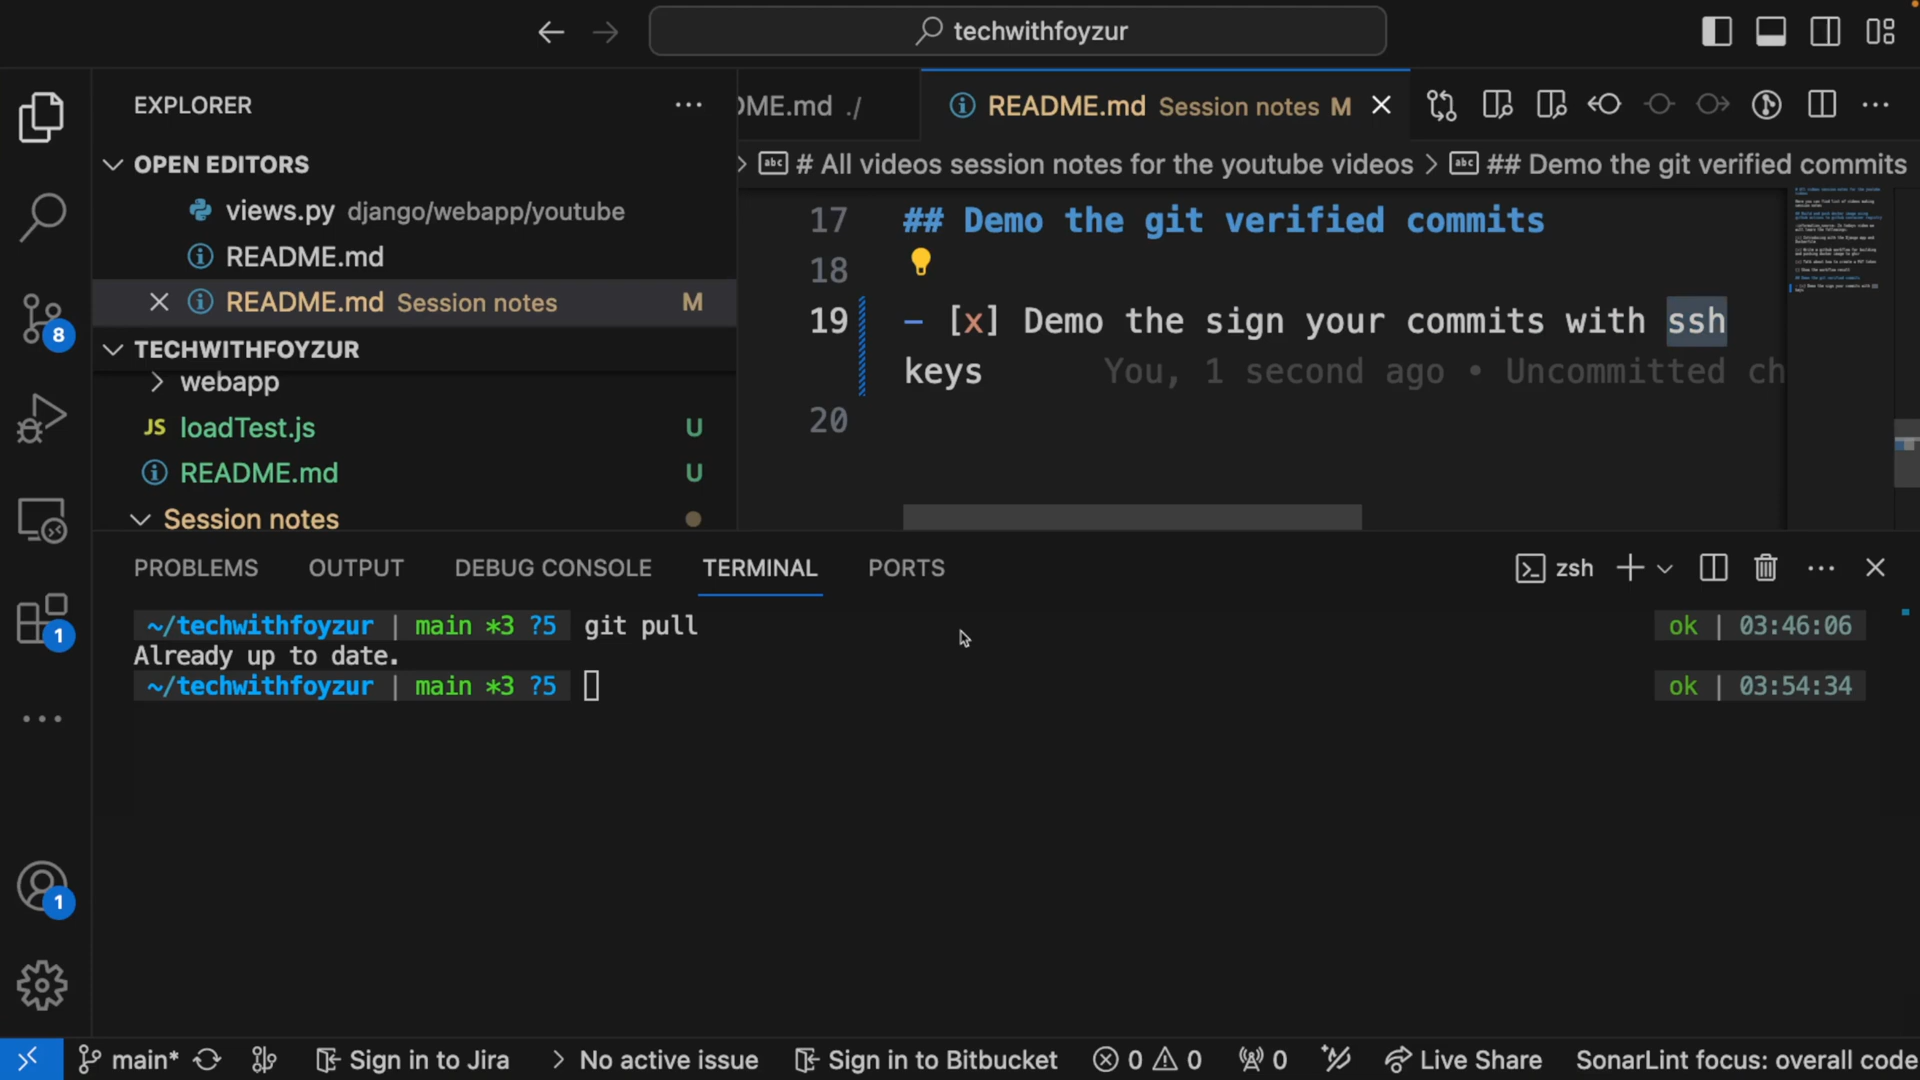 techwithfoyzur
EXPLORER
OPEN EDITORS
views.py django/webapp/youtube
README.md
README.md Session notes M
TECHWITHFOYZUR
webapp
JS loadTest.js U
README.md U
Session notes
OME.md ./
README.md Session notes M
# All videos session notes for the youtube videos > ## Demo the git verified commits
17 ## Demo the git verified commits
18
19 - [x] Demo the sign your commits with ssh
keys You, 1 second ago • Uncommitted ch
20
PROBLEMS OUTPUT DEBUG CONSOLE TERMINAL PORTS
zsh
~/techwithfoyzur | main *3 ?5 git pull ok | 03:46:06
Already up to date.
~/techwithfoyzur | main *3 ?5 ok | 03:54:34
8
1
1
main* Sign in to Jira > No active issue Sign in to Bitbucket 0 0 0 Live Share SonarLint focus: overall code